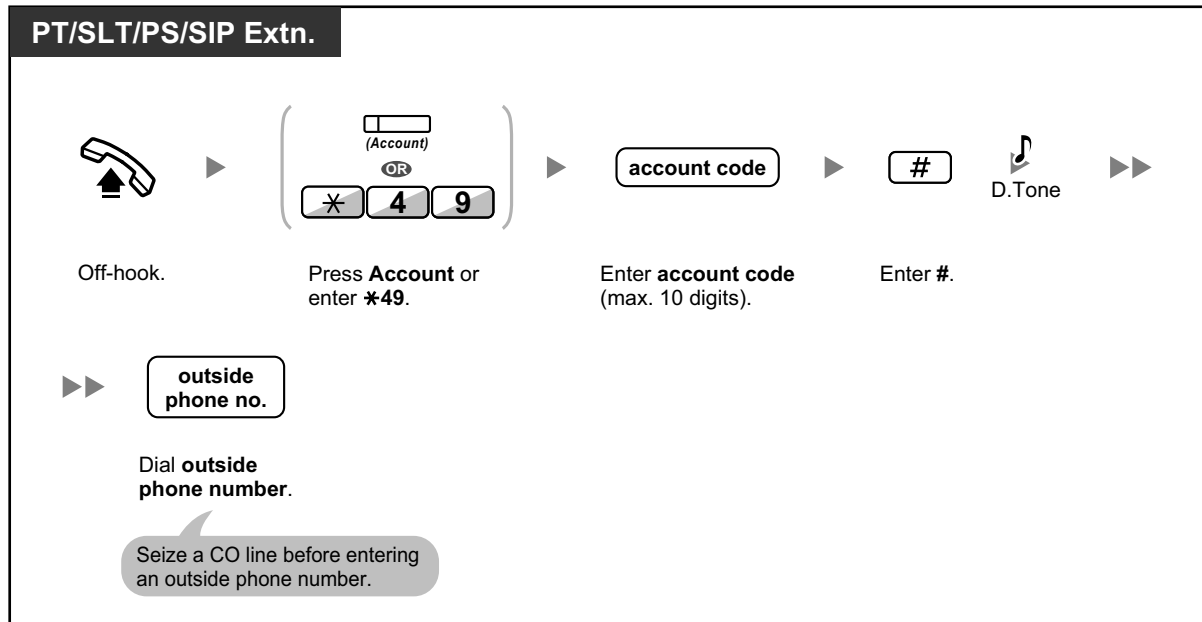 PT/SLT/PS/SIP Extn.
(Account)
OR
* 4 9
account code
#
D.Tone
Off-hook.
Press Account or
enter *49.
Enter account code
(max. 10 digits).
Enter #.
outside
phone no.
Dial outside
phone number.
Seize a CO line before entering
an outside phone number.